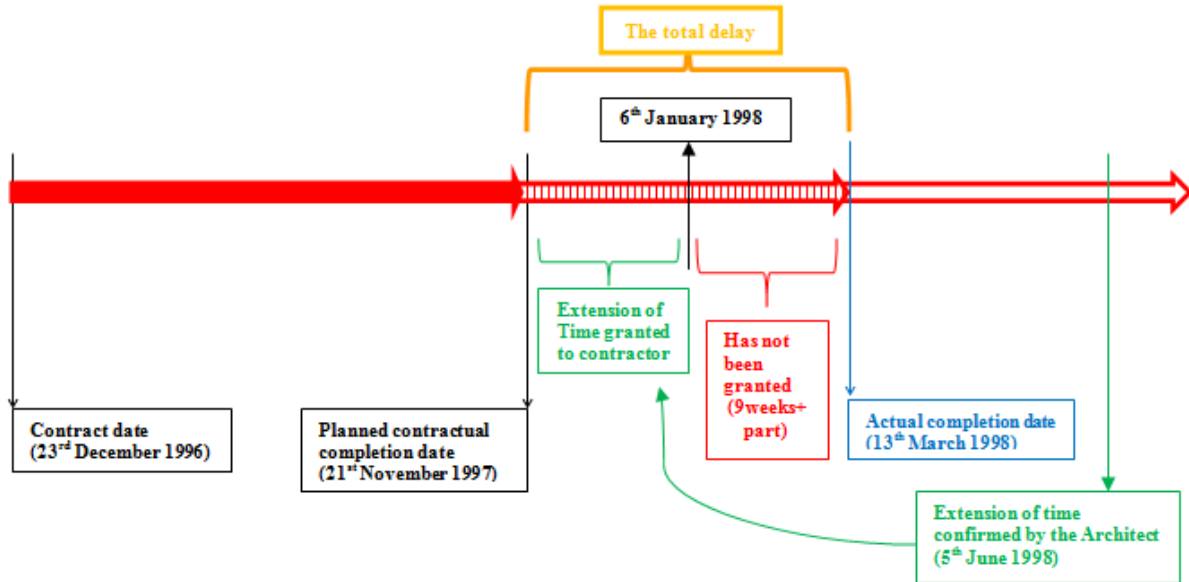 The total delay
6th January 1998
Extension of
Time granted
to contractor
Has not
been
granted
(9weeks+
part)
Contract date
(23rd December 1996)
Planned contractual
completion date
(21st November 1997)
Actual completion date
(13th March 1998)
Extension of time
confirmed by the Architect
(5th June 1998)